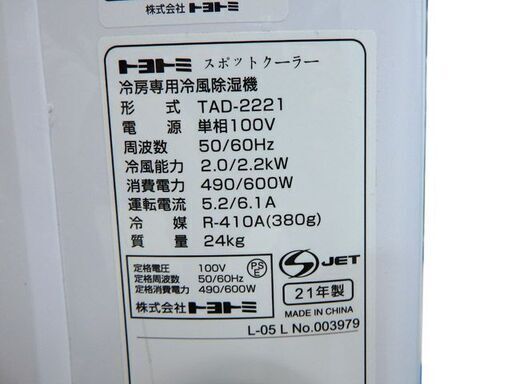 株式会社 トヨトミ
トヨトミ スポットクーラー
冷房専用冷風除湿機
形 式 TAD-2221
電 源 単相100V
周波数 50/60Hz
冷風能力 2.0/2.2kW
消費電力 490/600W
運転電流 5.2/6.1A
冷 媒 R-410A(380g)
質 量 24kg
定格電圧 100V
定格周波数 50/60Hz
定格消費電力 490/600W
PS
E
S JET
株式会社 トヨトミ
21年製
MADE IN CHINA
L-05 L No.003979